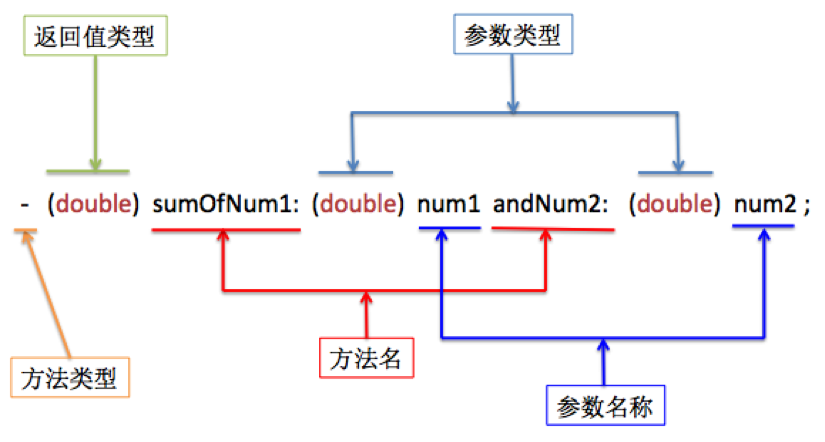 返回值类型
参数类型
- (double) sumOfNum1: (double) num1 andNum2: (double) num2 ;
方法名
方法类型
参数名称